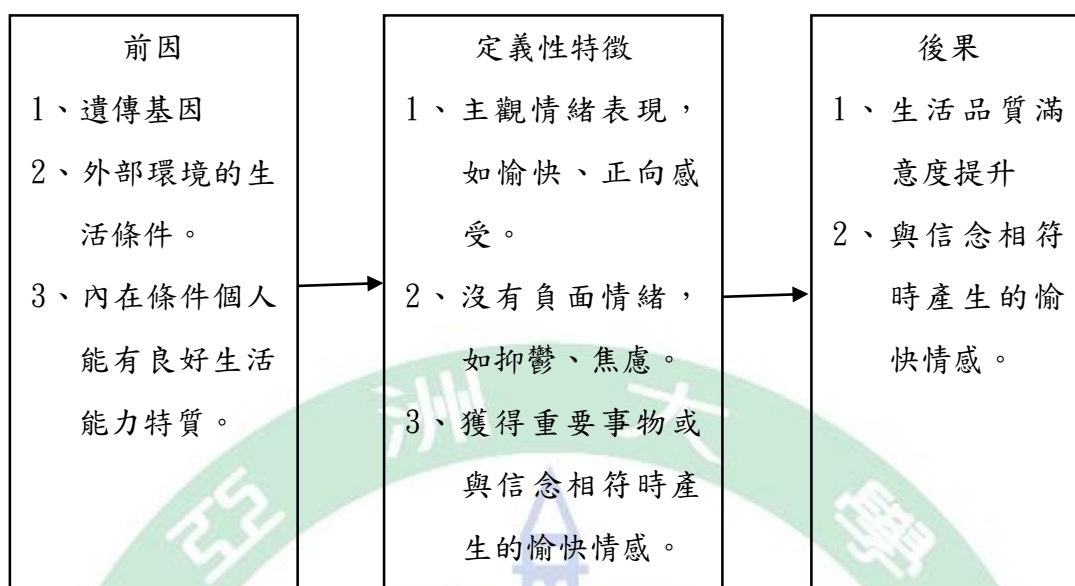 前因
1、遺傳基因
2、外部環境的生
活條件。
3、內在條件個人
能有良好生活
能力特質。
定義性特徵
1、主觀情緒表現，
如愉快、正向感
受。
2、沒有負面情緒，
如抑鬱、焦慮。
3、獲得重要事物或
與信念相符時產
生的愉快情感。
後果
1、生活品質滿
意度提升
2、與信念相符
時產生的愉
快情感。
亞洲大學